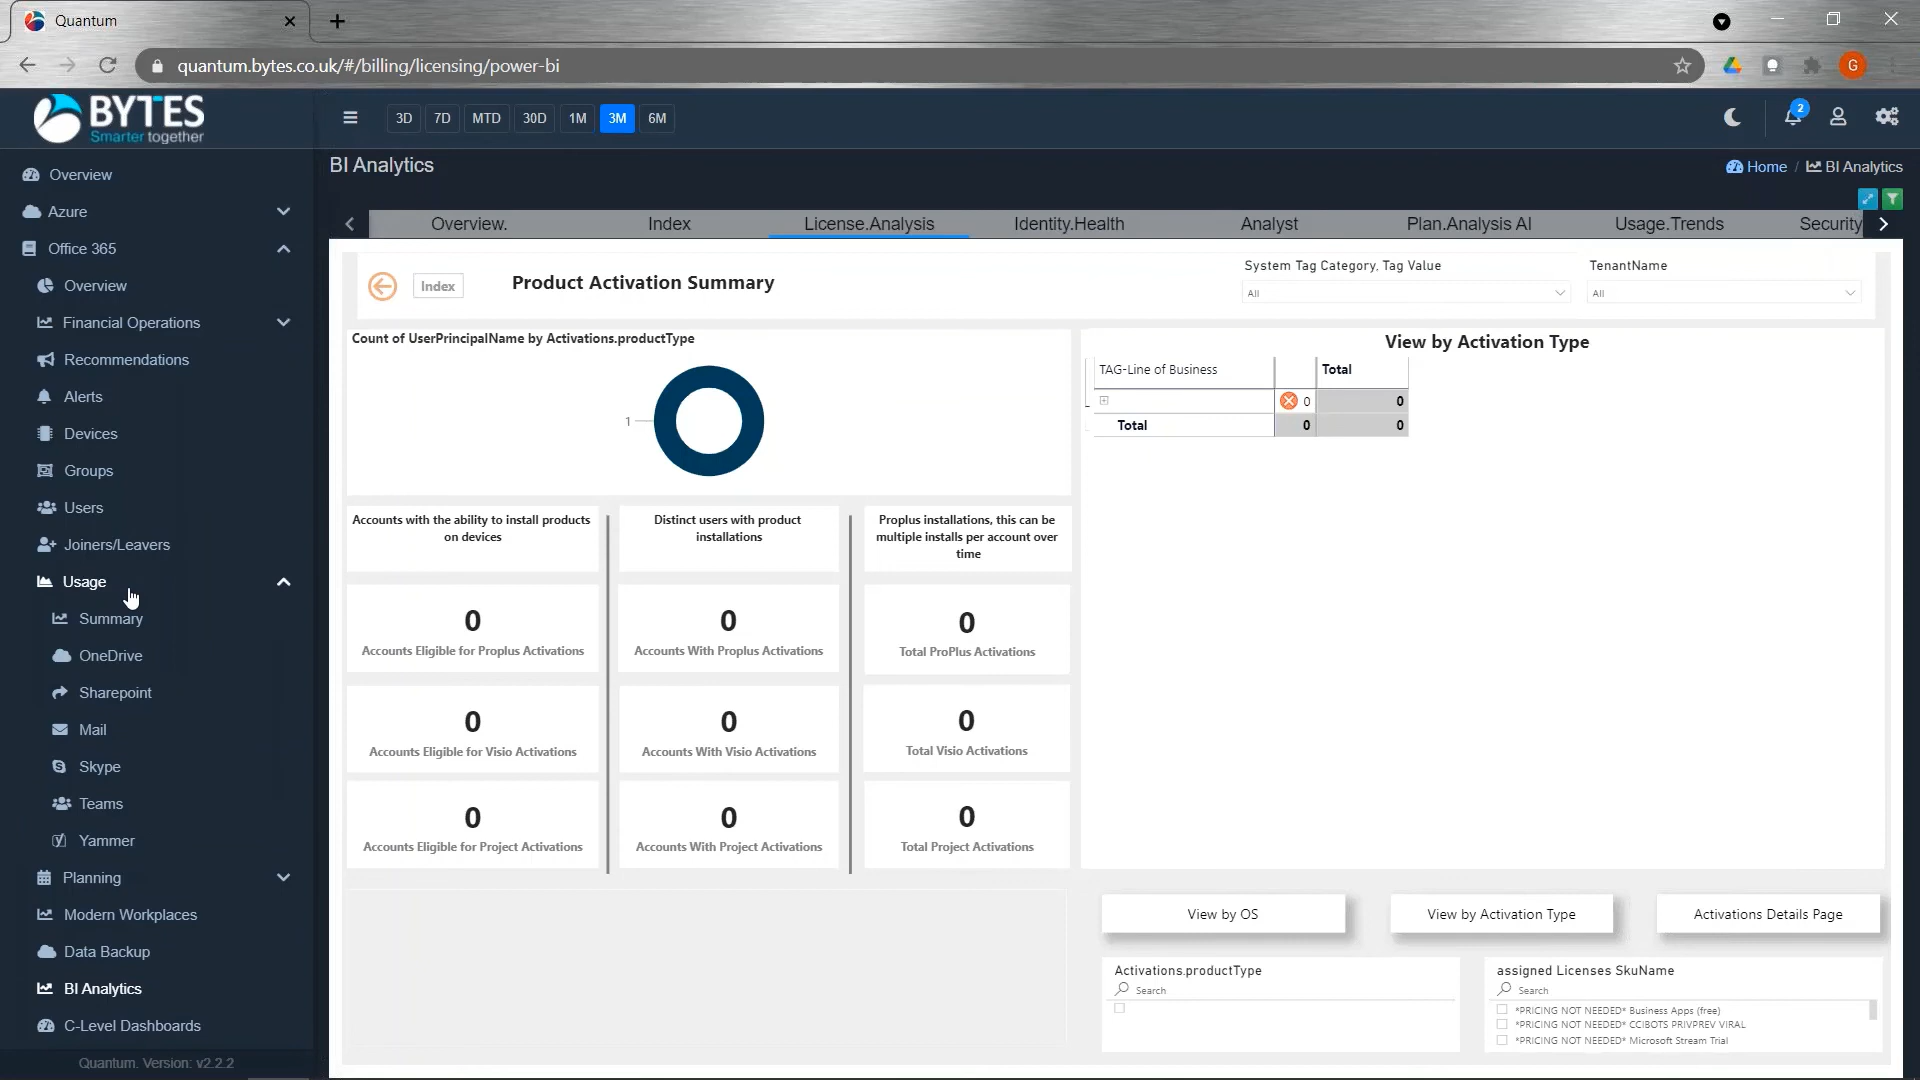 Quantum
quantum.bytes.co.uk/#/billing/licensing/power-bi
G
BYTES
Smarter together
3D
7D
MTD
30D
1M
3M
6M
2
Overview
Azure
Office 365
Overview
Financial Operations
Recommendations
Alerts
Devices
Groups
Users
Joiners/Leavers
Usage
Summary
OneDrive
Sharepoint
Mail
Skype
Teams
Yammer
Planning
Modern Workplaces
Data Backup
BI Analytics
C-Level Dashboards
Quantum. Version: v2.2.2
BI Analytics
Home / BI Analytics
Overview.
Index
License.Analysis
Identity.Health
Analyst
Plan.Analysis AI
Usage.Trends
Security
Index
Product Activation Summary
System Tag Category, Tag Value
All
TenantName
All
Count of UserPrincipalName by Activations.productType
1
View by Activation Type
TAG-Line of Business
Total
0
0
Total
0
0
Accounts with the ability to install products
on devices
Distinct users with product
installations
Proplus installations, this can be
multiple installs per account over
time
0
Accounts Eligible for Proplus Activations
0
Accounts With Proplus Activations
0
Total ProPlus Activations
0
Accounts Eligible for Visio Activations
0
Accounts With Visio Activations
0
Total Visio Activations
0
Accounts Eligible for Project Activations
0
Accounts With Project Activations
0
Total Project Activations
View by OS
View by Activation Type
Activations Details Page
Activations.productType
Search
assigned Licenses SkuName
Search
*PRICING NOT NEEDED* Business Apps (free)
*PRICING NOT NEEDED* CCIBOTS PRIVPREV VIRAL
*PRICING NOT NEEDED* Microsoft Stream Trial